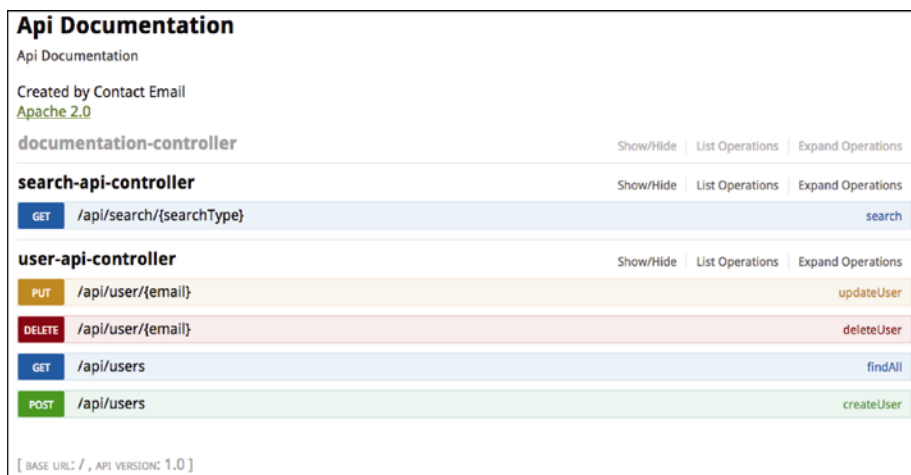 Api Documentation
Api Documentation
Created by Contact Email
Apache 2.0
documentation-controller Show/Hide List Operations Expand Operations
search-api-controller Show/Hide List Operations Expand Operations
GET /api/search/{searchType} search
user-api-controller Show/Hide List Operations Expand Operations
PUT /api/user/{email} updateUser
DELETE /api/user/{email} deleteUser
GET /api/users findAll
POST /api/users createUser
[ BASE URL: / , API VERSION: 1.0 ]